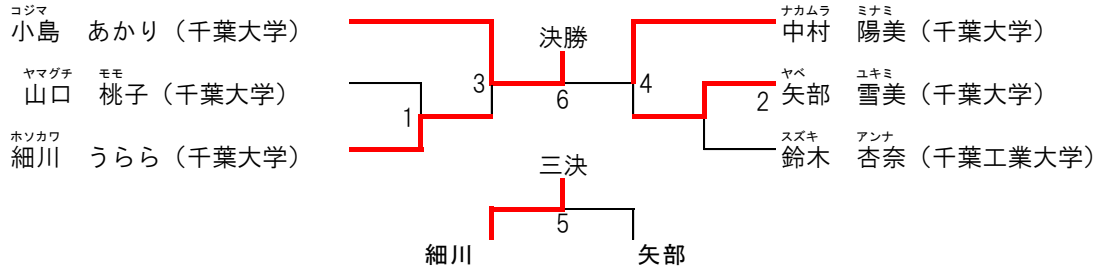 コジマ
小島 あかり（千葉大学）
ヤマグチ モモ
山口 桃子（千葉大学）
ホソカワ
細川 うらら（千葉大学）
3
1
決勝
6
4
2
ナカムラ ミナミ
中村 陽美（千葉大学）
ヤベ ユキミ
矢部 雪美（千葉大学）
スズキ アンナ
鈴木 杏奈（千葉工業大学）
三決
5
細川 矢部